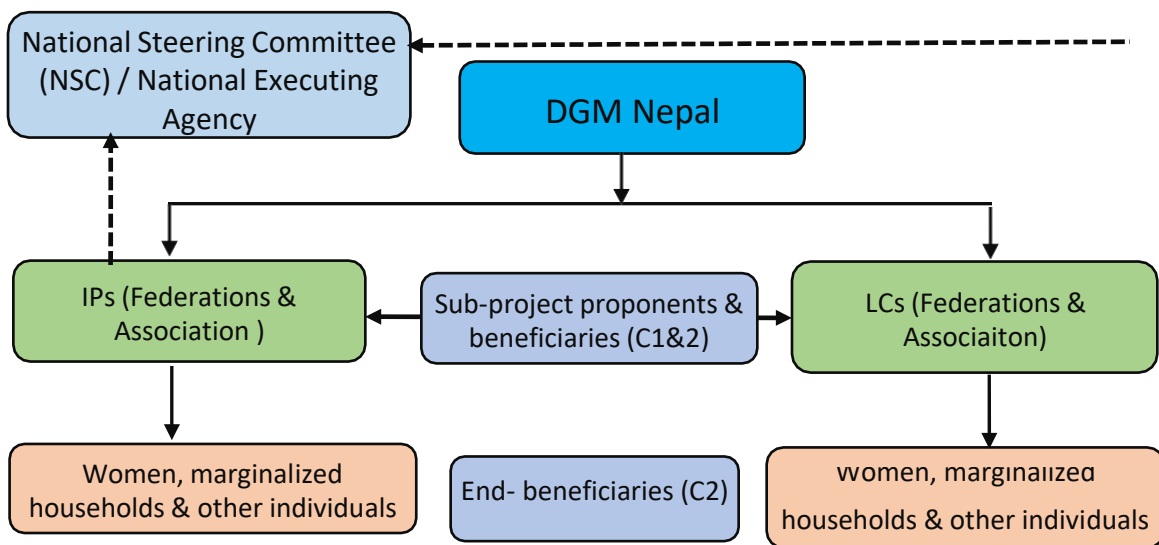 National Steering Committee
(NSC) / National Executing
Agency
DGM Nepal
IPs (Federations &
Association )
Sub-project proponents &
beneficiaries (C1&2)
LCs (Federations &
Associaiton)
Women, marginalized
households & other individuals
End- beneficiaries (C2)
Women, marginalized
households & other individuals